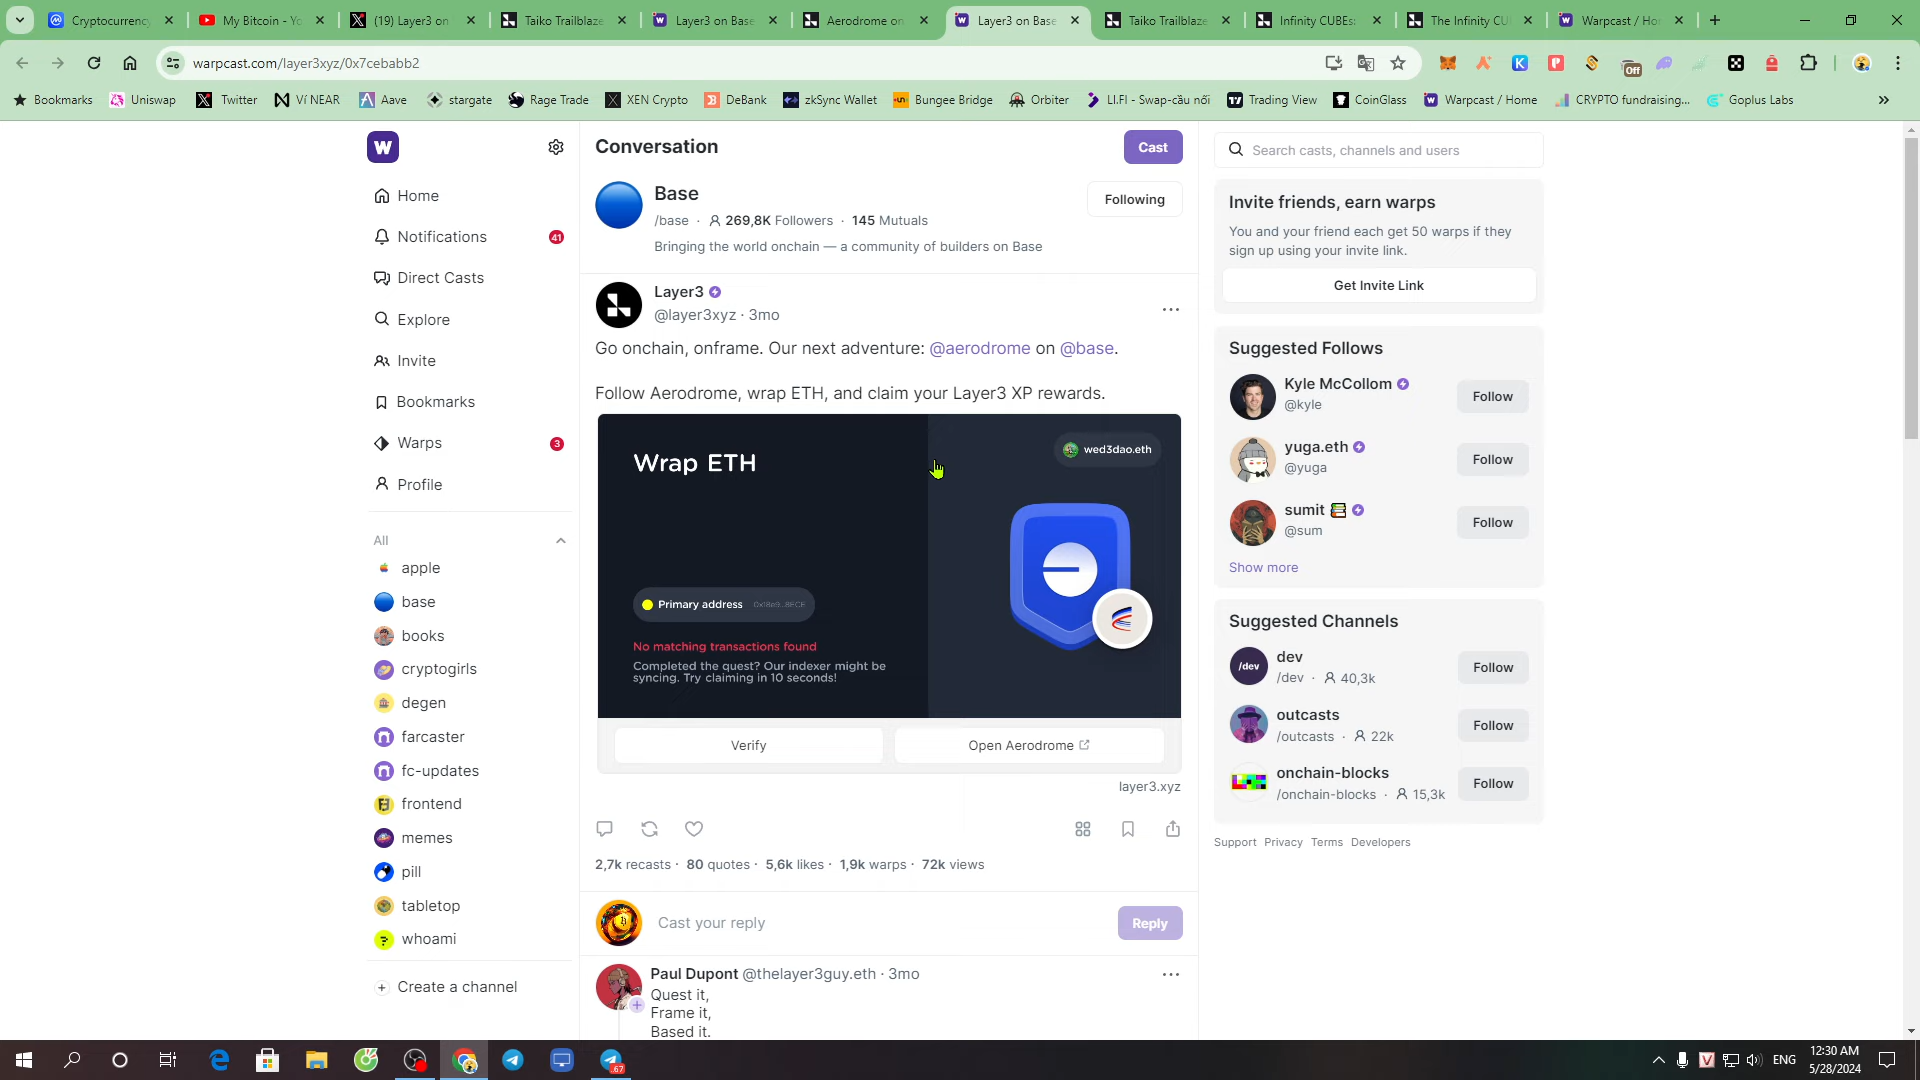 Cryptocurrency
My Bitcoin - Yo
(19) Layer3 on
Taiko Trailblaze
Layer3 on Base
Aerodrome on
Layer3 on Base
Taiko Trailblaze
Infinity CUBEs:
The Infinity CU
Warpcast / Ho
warpcast.com/layer3xyz/0x7cebabb2
Off
Bookmarks
Uniswap
Twitter
Ví NEAR
Aave
stargate
Rage Trade
XEN Crypto
DeBank
zkSync Wallet
Bungee Bridge
Orbiter
LI.FI - Swap-cầu nối
Trading View
CoinGlass
Warpcast / Home
CRYPTO fundraising...
Goplus Labs
W
Home
Notifications
41
Direct Casts
Explore
Invite
Bookmarks
Warps
3
Profile
All
apple
base
books
cryptogirls
degen
farcaster
fc-updates
frontend
memes
pill
tabletop
whoami
Create a channel
Conversation
Cast
Base
Following
/base · 269,8K Followers · 145 Mutuals
Bringing the world onchain — a community of builders on Base
Layer3
@layer3xyz · 3mo
Go onchain, onframe. Our next adventure: @aerodrome on @base.
Follow Aerodrome, wrap ETH, and claim your Layer3 XP rewards.
Wrap ETH
wed3dao.eth
Primary address
No matching transactions found
Completed the quest? Our indexer might be
syncing. Try claiming in 10 seconds!
Verify
Open Aerodrome
layer3.xyz
2,7k recasts · 80 quotes · 5,6k likes · 1,9k warps · 72k views
Cast your reply
Reply
Paul Dupont @thelayer3guy.eth · 3mo
Quest it,
Frame it,
Based it.
Search casts, channels and users
Invite friends, earn warps
You and your friend each get 50 warps if they
sign up using your invite link.
Get Invite Link
Suggested Follows
Kyle McCollom
@kyle
Follow
yuga.eth
@yuga
Follow
sumit
@sum
Follow
Show more
Suggested Channels
dev
/dev
/dev · 40,3k
Follow
outcasts
/outcasts · 22k
Follow
onchain-blocks
/onchain-blocks · 15,3k
Follow
Support Privacy Terms Developers
67
ENG
12:30 AM
5/28/2024